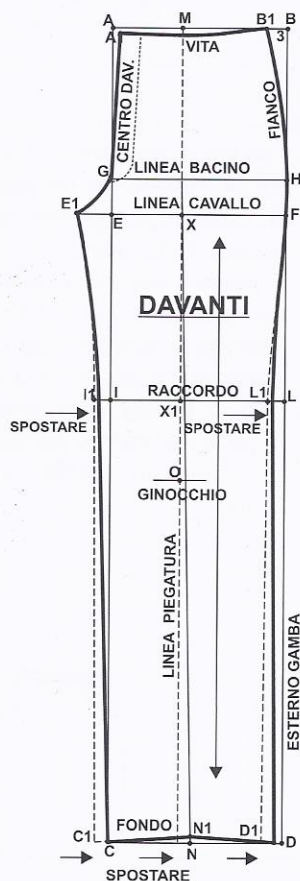 A M B1 B
A1 VITA 3
CENTRO DAV.
FIANCO
G LINEA BACINO H
E1 LINEA CAVALLO
E X F
DAVANTI
I1 I RACCORDO L1 L
X1
SPOSTARE SPOSTARE
O
GINOCCHIO
LINEA PIEGATURA
ESTERNO GAMBA
C1 FONDO N1 D1
C N D
SPOSTARE